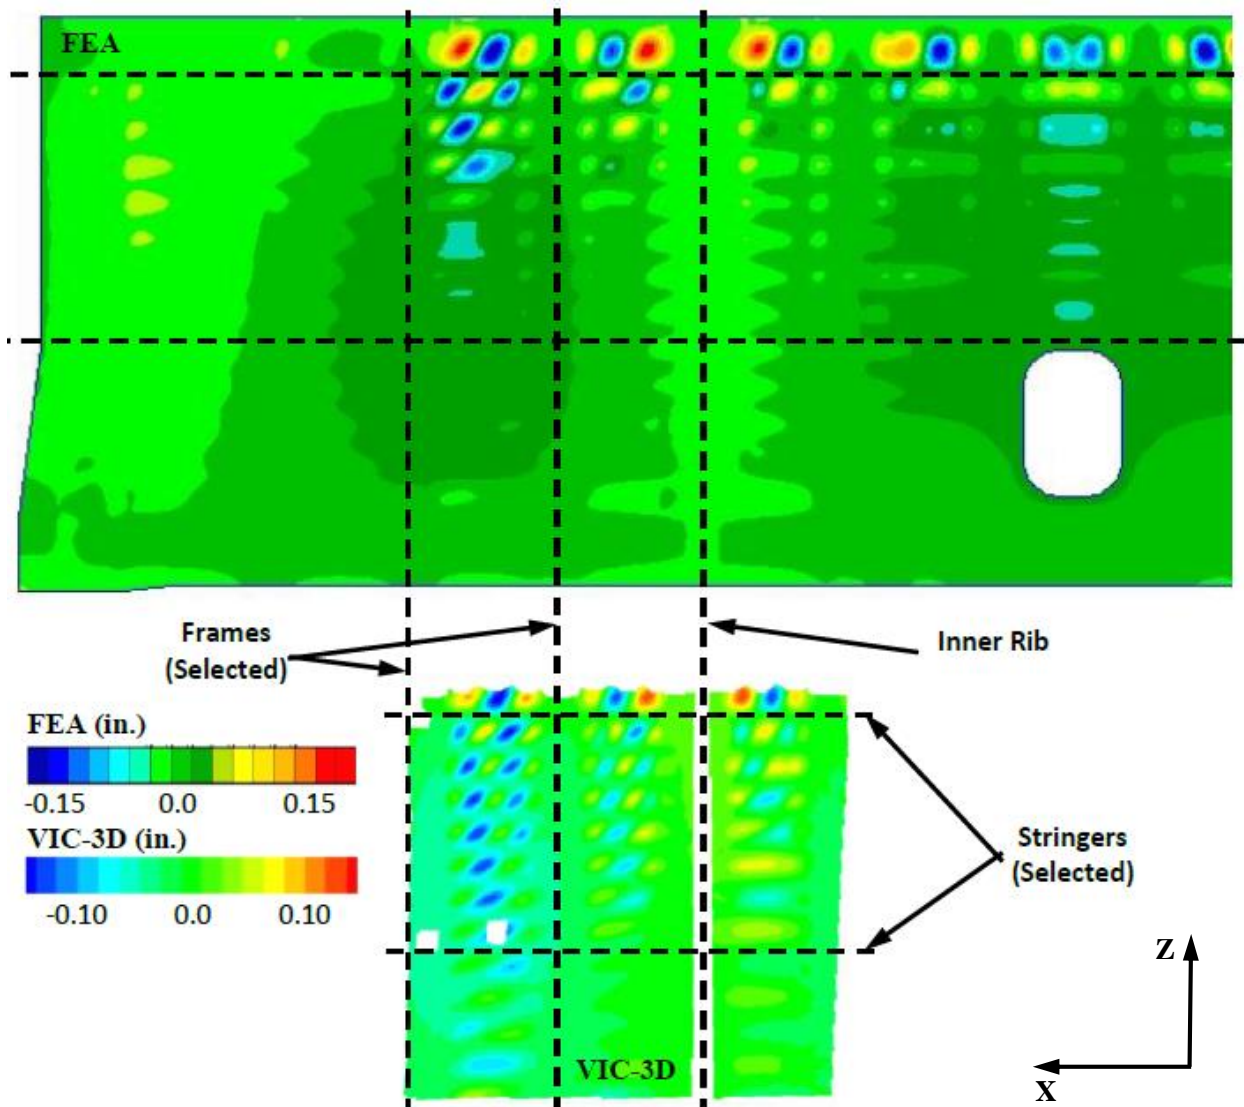 FEA
Frames
(Selected)
Inner Rib
FEA (in.)
-0.15 0.0 0.15
VIC-3D (in.)
-0.10 0.0 0.10
Stringers
(Selected)
VIC-3D
Z
X